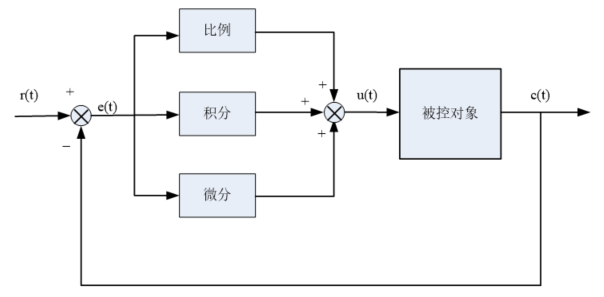 比例
+
r(t)
e(t)
+
+
+
积分
u(t)
被控对象
c(t)
−
微分